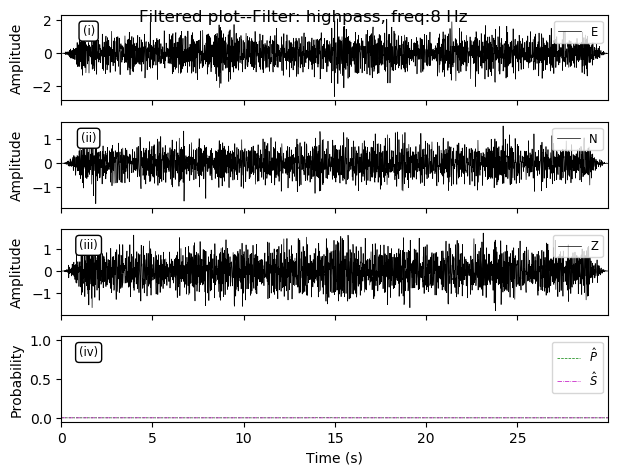 Filtered plot--Filter: highpass, freq:8 Hz
Amplitude
2
0
−2
(i)
E
Amplitude
1
0
−1
(ii)
N
Amplitude
1
0
−1
(iii)
Z
Probability
1.0
0.5
0.0
(iv)
P̂
Ŝ
0 5 10 15 20 25
Time (s)